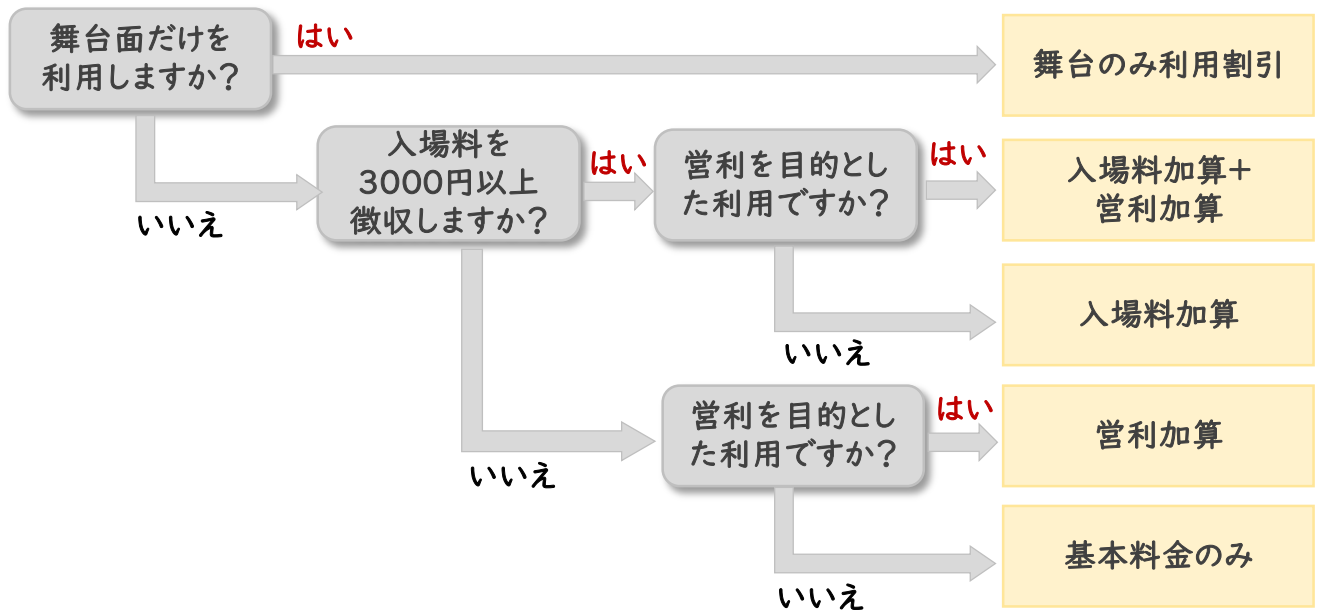 舞台面だけを
利用しますか?
はい
舞台のみ利用割引
いいえ
入場料を
3000円以上
徴収しますか?
はい
営利を目的とし
た利用ですか?
はい
入場料加算+
営利加算
いいえ
入場料加算
いいえ
営利を目的とし
た利用ですか?
はい
営利加算
いいえ
基本料金のみ